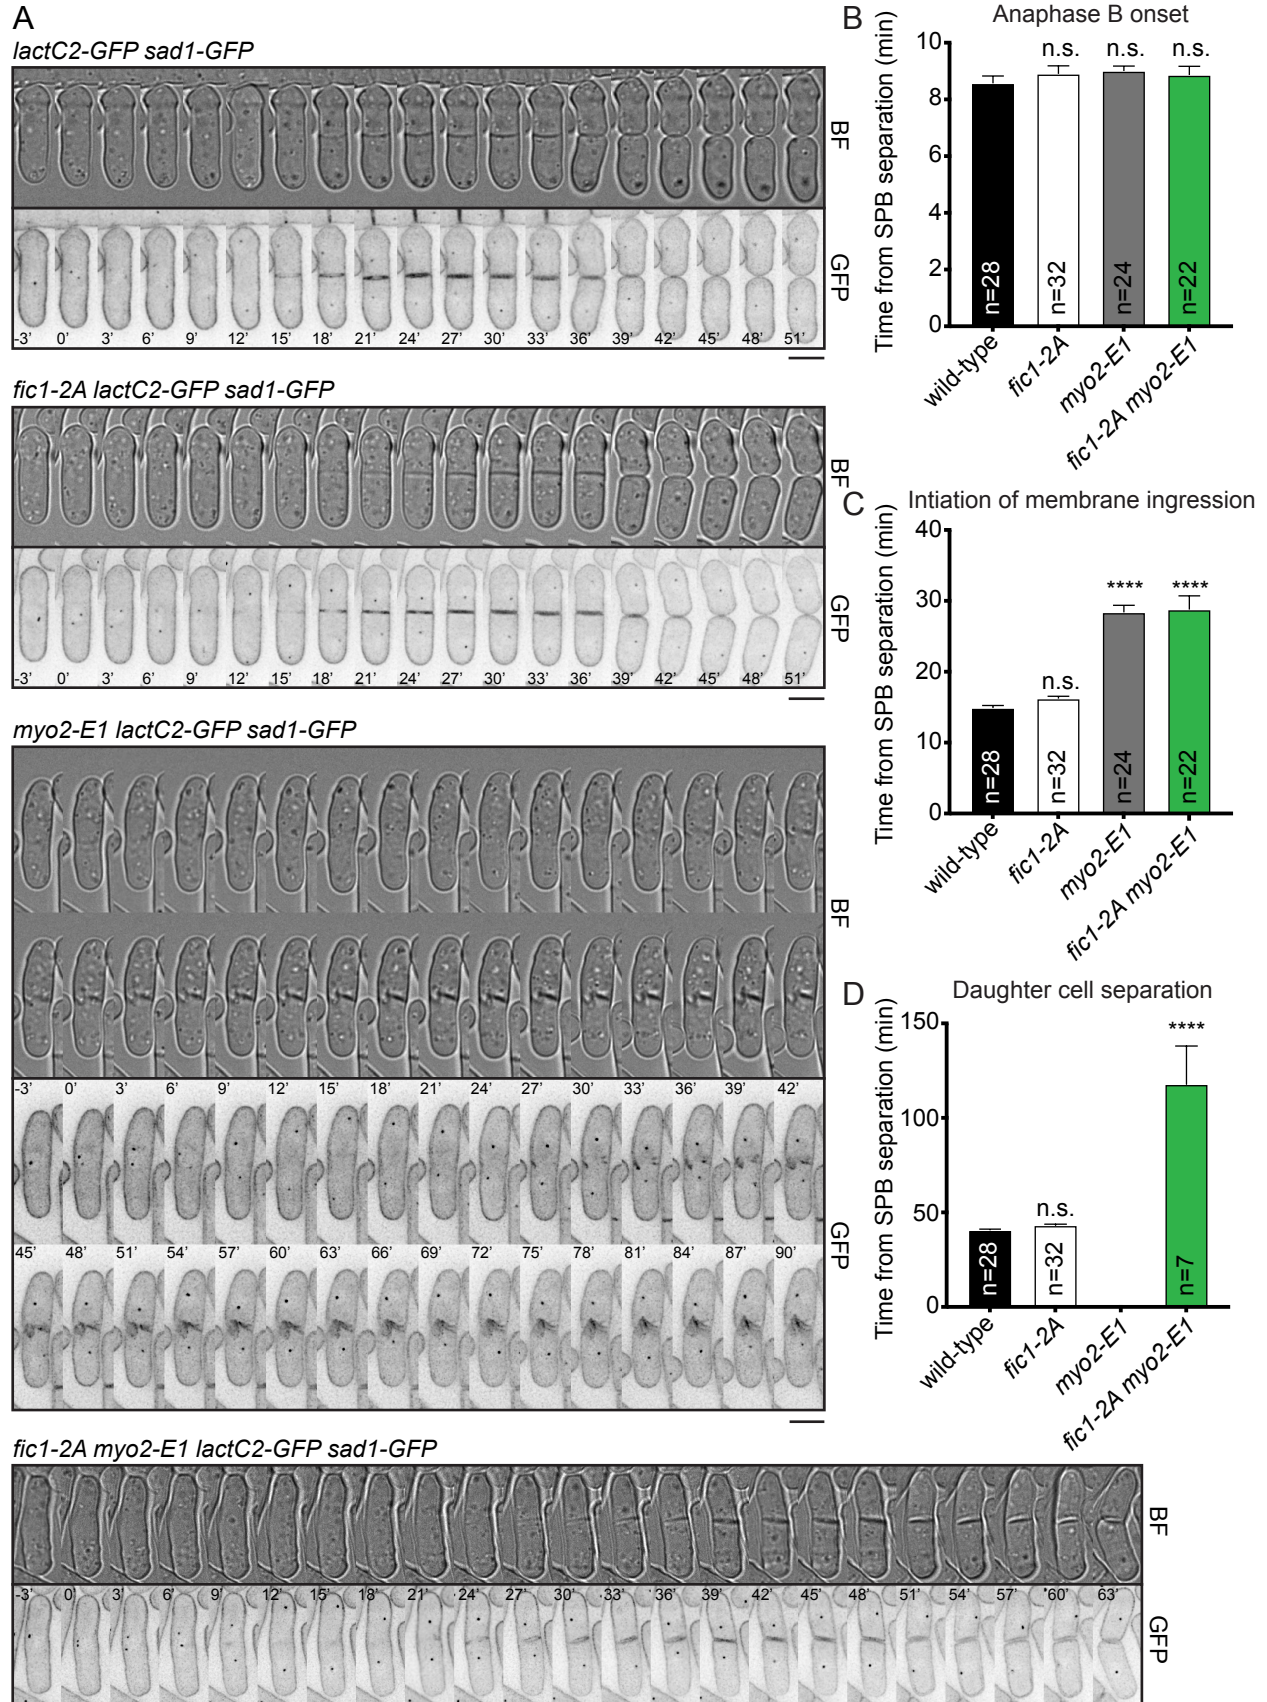 A
lactC2-GFP sad1-GFP
BF
GFP
-3’ 0’ 3’ 6’ 9’ 12’ 15’ 18’ 21’ 24’ 27’ 30’ 33’ 36’ 39’ 42’ 45’ 48’ 51’
fic1-2A lactC2-GFP sad1-GFP
BF
GFP
-3’ 0’ 3’ 6’ 9’ 12’ 15’ 18’ 21’ 24’ 27’ 30’ 33’ 36’ 39’ 42’ 45’ 48’ 51’
myo2-E1 lactC2-GFP sad1-GFP
BF
-3’ 0’ 3’ 6’ 9’ 12’ 15’ 18’ 21’ 24’ 27’ 30’ 33’ 36’ 39’ 42’
GFP
45’ 48’ 51’ 54’ 57’ 60’ 63’ 66’ 69’ 72’ 75’ 78’ 81’ 84’ 87’ 90’
fic1-2A myo2-E1 lactC2-GFP sad1-GFP
BF
-3’ 0’ 3’ 6’ 9’ 12’ 15’ 18’ 21’ 24’ 27’ 30’ 33’ 36’ 39’ 42’ 45’ 48’ 51’ 54’ 57’ 60’ 63’
GFP
B
Anaphase B onset
Time from SPB separation (min)
10
8
6
4
2
0
n.s. n.s. n.s.
n=28 n=32 n=24 n=22
wild-type
fic1-2A
myo2-E1
fic1-2A myo2-E1
C
Intiation of membrane ingression
Time from SPB separation (min)
40
30
20
10
0
n.s. **** ****
n=28 n=32 n=24 n=22
wild-type
fic1-2A
myo2-E1
fic1-2A myo2-E1
D
Daughter cell separation
Time from SPB separation (min)
150
100
50
0
n.s. ****
n=28 n=32 n=7
wild-type
fic1-2A
myo2-E1
fic1-2A myo2-E1